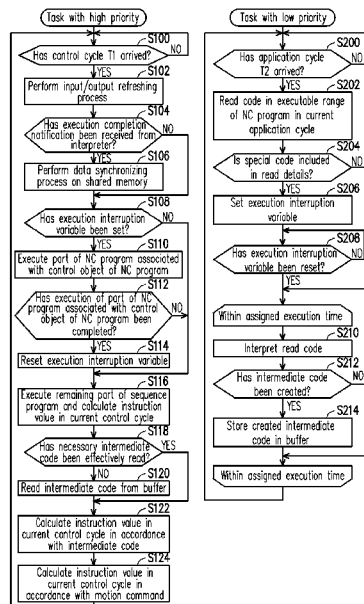 Task with high priority
S100
Has control cycle T1 arrived?
NO
YES
S102
Perform input/output refreshing
process
S104
Has execution completion
notification been received from
interpreter?
NO
YES
S106
Perform data synchronizing
process on shared memory
S108
Has execution interruption
variable been set?
NO
YES
S110
Execute part of NC program associated
with control object of NC program
S112
Has execution of part of NC
program associated with control
object of NC program been
completed?
NO
YES
S114
Reset execution interruption variable
S116
Execute remaining part of sequence
program and calculate instruction
value in current control cycle
S118
Has necessary intermediate
code been effectively read?
YES
NO
S120
Read intermediate code from buffer
S122
Calculate instruction value in
current control cycle in accordance
with intermediate code
S124
Calculate instruction value in
current control cycle in
accordance with motion command
Task with low priority
S200
Has application cycle
T2 arrived?
NO
YES
S202
Read code in executable range
of NC program in current
application cycle
S204
Is special code included
in read details?
NO
YES
S206
Set execution interruption
variable
S208
Has execution interruption
variable been reset?
NO
YES
Within assigned execution time
S210
Interpret read code
S212
Has intermediate code
been created?
NO
YES
S214
Store created intermediate
code in buffer
Within assigned execution time